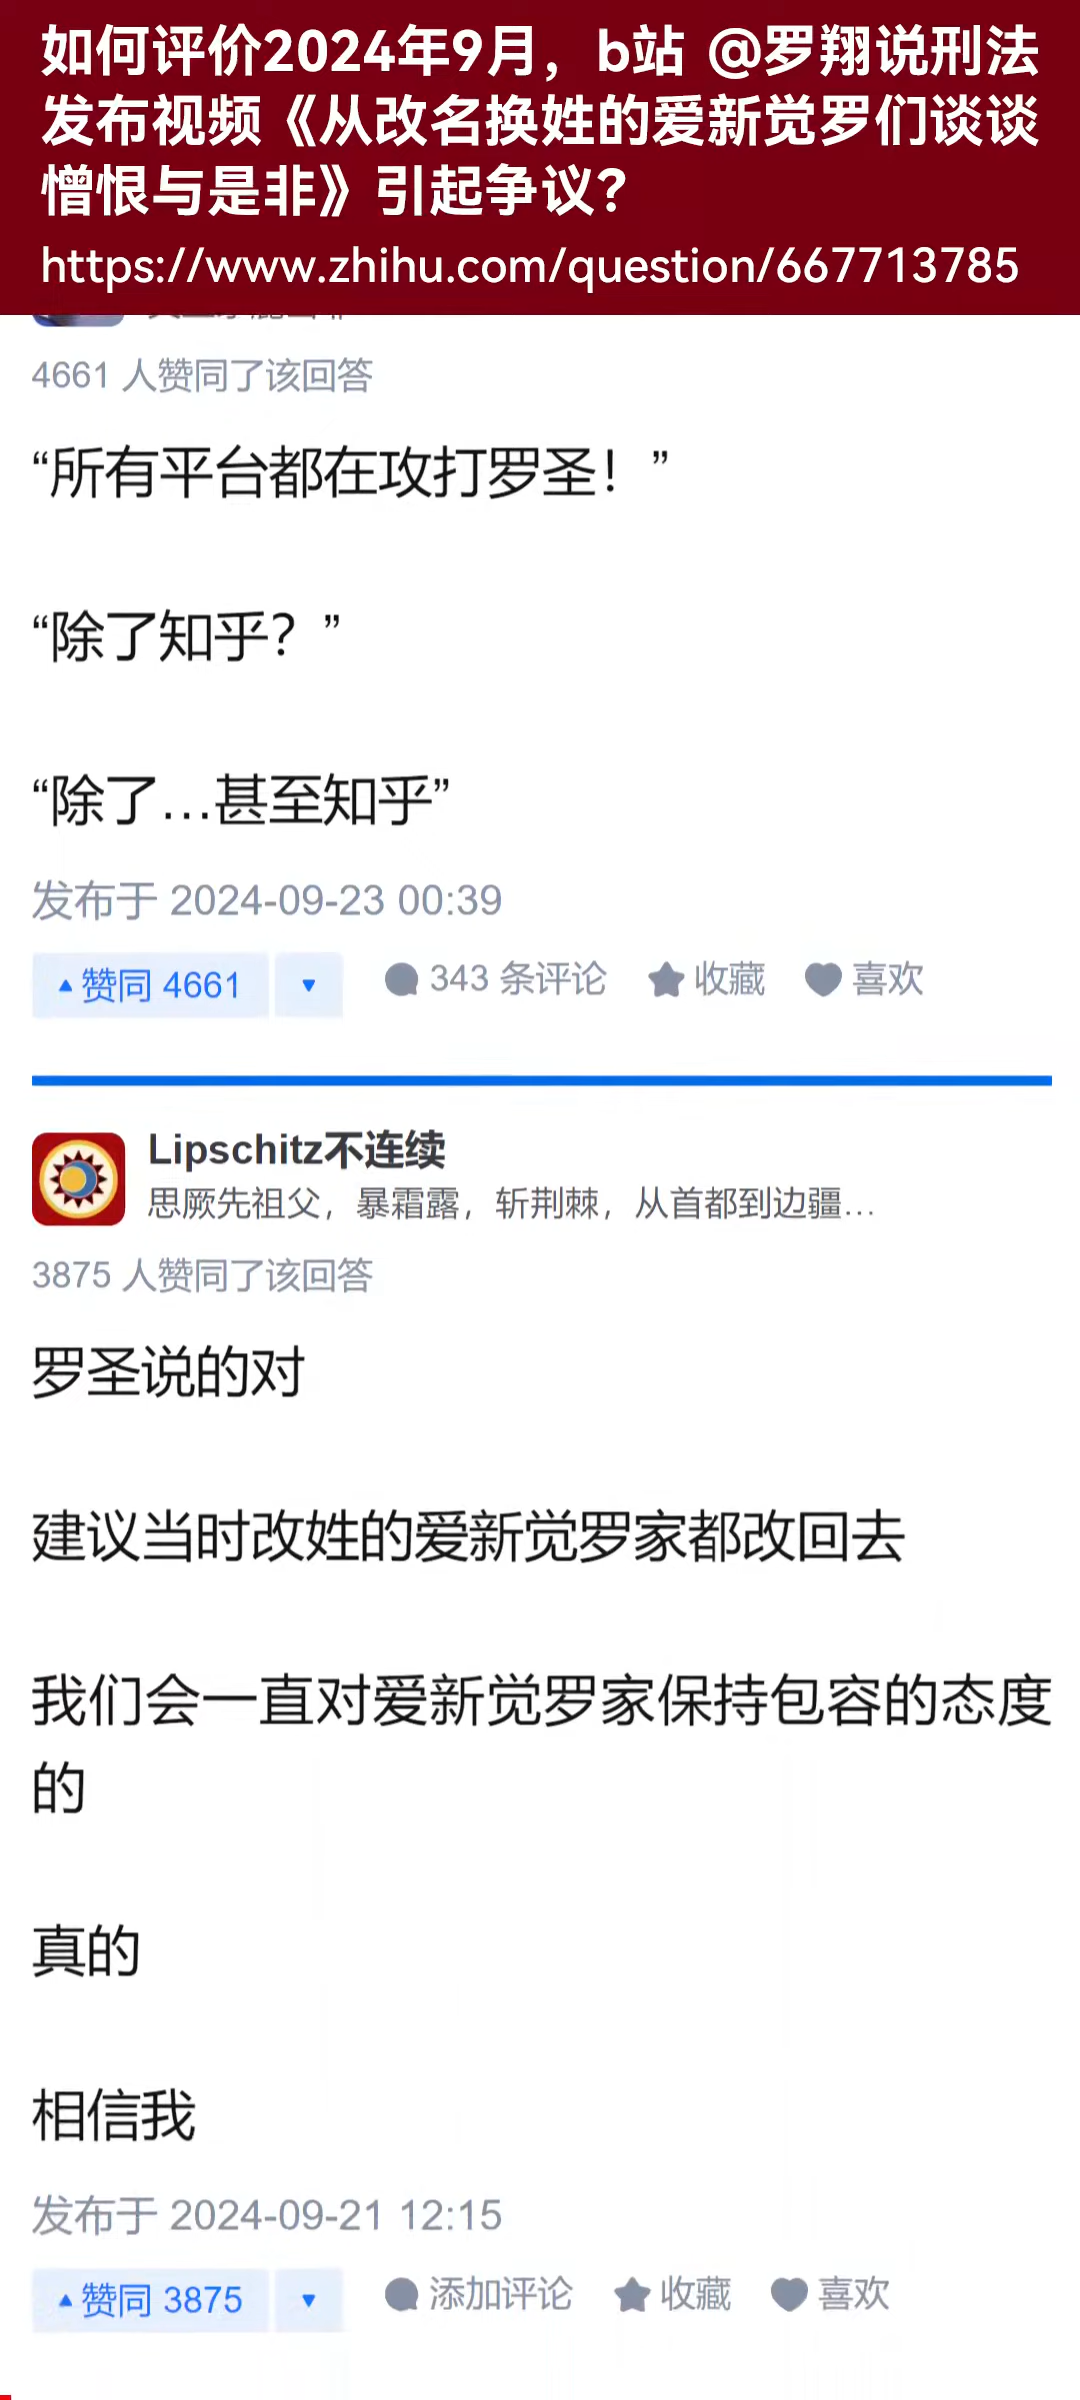 如何评价2024年9月，b站 @罗翔说刑法
发布视频《从改名换姓的爱新觉罗们谈谈
憎恨与是非》引起争议？
https://www.zhihu.com/question/667713785
4661 人赞同了该回答
“所有平台都在攻打罗圣！”
“除了知乎？”
“除了…甚至知乎”
发布于 2024-09-23 00:39
赞同 4661 343 条评论 收藏 喜欢
Lipschitz不连续
思厥先祖父，暴霜露，斩荆棘，从首都到边疆…
3875 人赞同了该回答
罗圣说的对
建议当时改姓的爱新觉罗家都改回去
我们会一直对爱新觉罗家保持包容的态度
的
真的
相信我
发布于 2024-09-21 12:15
赞同 3875 添加评论 收藏 喜欢